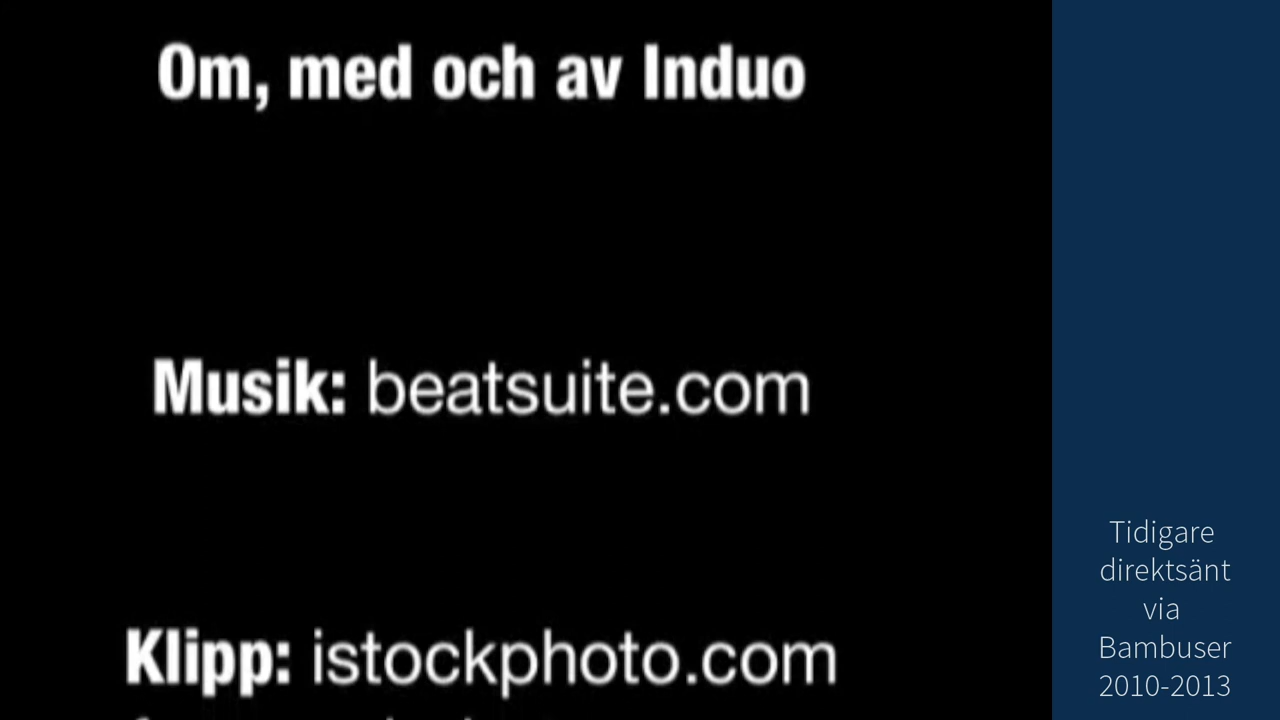 Om, med och av Induo
Musik: beatsuite.com
Klipp: istockphoto.com
Tidigare
direktsänt
via
Bambuser
2010-2013